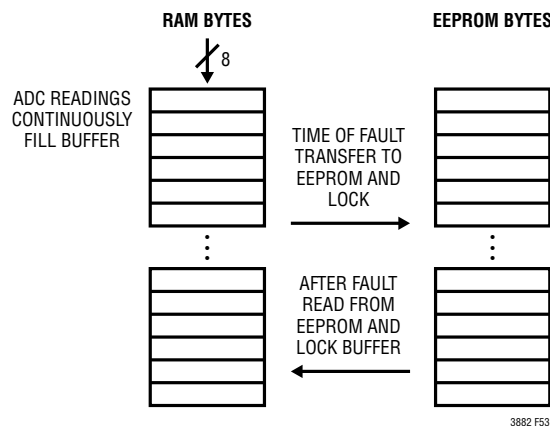 RAM BYTES
EEPROM BYTES
8
ADC READINGS
CONTINUOUSLY
FILL BUFFER
TIME OF FAULT
TRANSFER TO
EEPROM AND
LOCK
AFTER FAULT
READ FROM
EEPROM AND
LOCK BUFFER
3882 F53